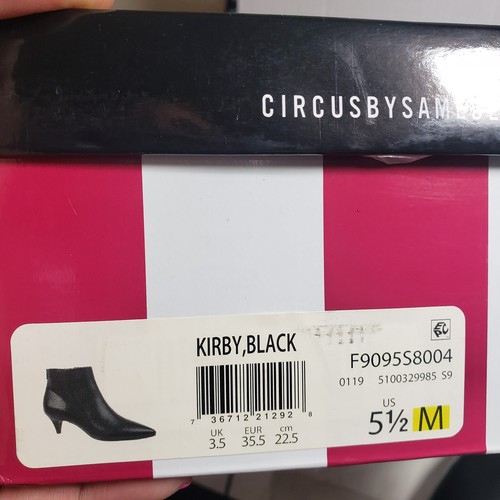 CIRCUSBYSAM
KIRBY,BLACK
F9095S8004
0119 5100329985 S9
7 36712 21292 8
UK EUR cm
3.5 35.5 22.5
US
5½ M